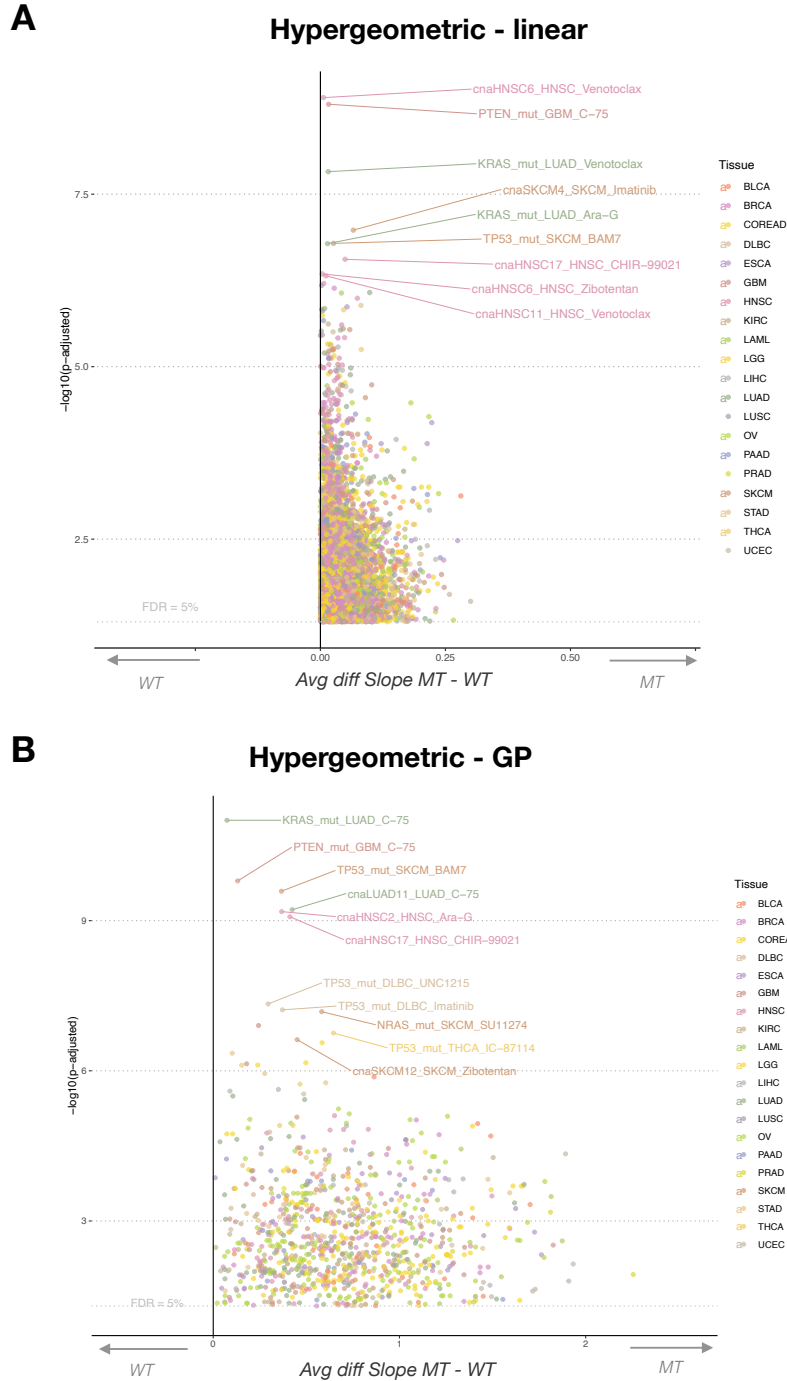 A
Hypergeometric - linear
cnaHNSC6_HNSC_Venotoclax
PTEN_mut_GBM_C-75
KRAS_mut_LUAD_Venotoclax
cnaSKCM4_SKCM_Imatinib
KRAS_mut_LUAD_Ara-G
TP53_mut_SKCM_BAM7
cnaHNSC17_HNSC_CHIR-99021
cnaHNSC6_HNSC_Zibotentan
cnaHNSC11_HNSC_Venotoclax
7.5
5.0
2.5
-log10(p-adjusted)
FDR = 5%
0.00
0.25
0.50
WT
Avg diff Slope MT - WT
MT
Tissue
a BLCA
a BRCA
a COREAD
a DLBC
a ESCA
a GBM
a HNSC
a KIRC
a LAML
a LGG
a LIHC
a LUAD
LUSC
a OV
a PAAD
PRAD
a SKCM
a STAD
a THCA
UCEC
B
Hypergeometric - GP
KRAS_mut_LUAD_C-75
PTEN_mut_GBM_C-75
TP53_mut_SKCM_BAM7
cnaLUAD11_LUAD_C-75
cnaHNSC2_HNSC_Ara-G
cnaHNSC17_HNSC_CHIR-99021
TP53_mut_DLBC_UNC1215
TP53_mut_DLBC_Imatinib
NRAS_mut_SKCM_SU11274
TP53_mut_THCA_IC-87114
cnaSKCM12_SKCM_Zibotentan
9
6
3
-log10(p-adjusted)
FDR = 5%
0
1
2
WT
Avg diff Slope MT - WT
MT
Tissue
a BLCA
a BRCA
a COREA
a DLBC
a ESCA
a GBM
a HNSC
a KIRC
a LAML
a LGG
a LIHC
a LUAD
a LUSC
a OV
a PAAD
a PRAD
a SKCM
a STAD
a THCA
a UCEC